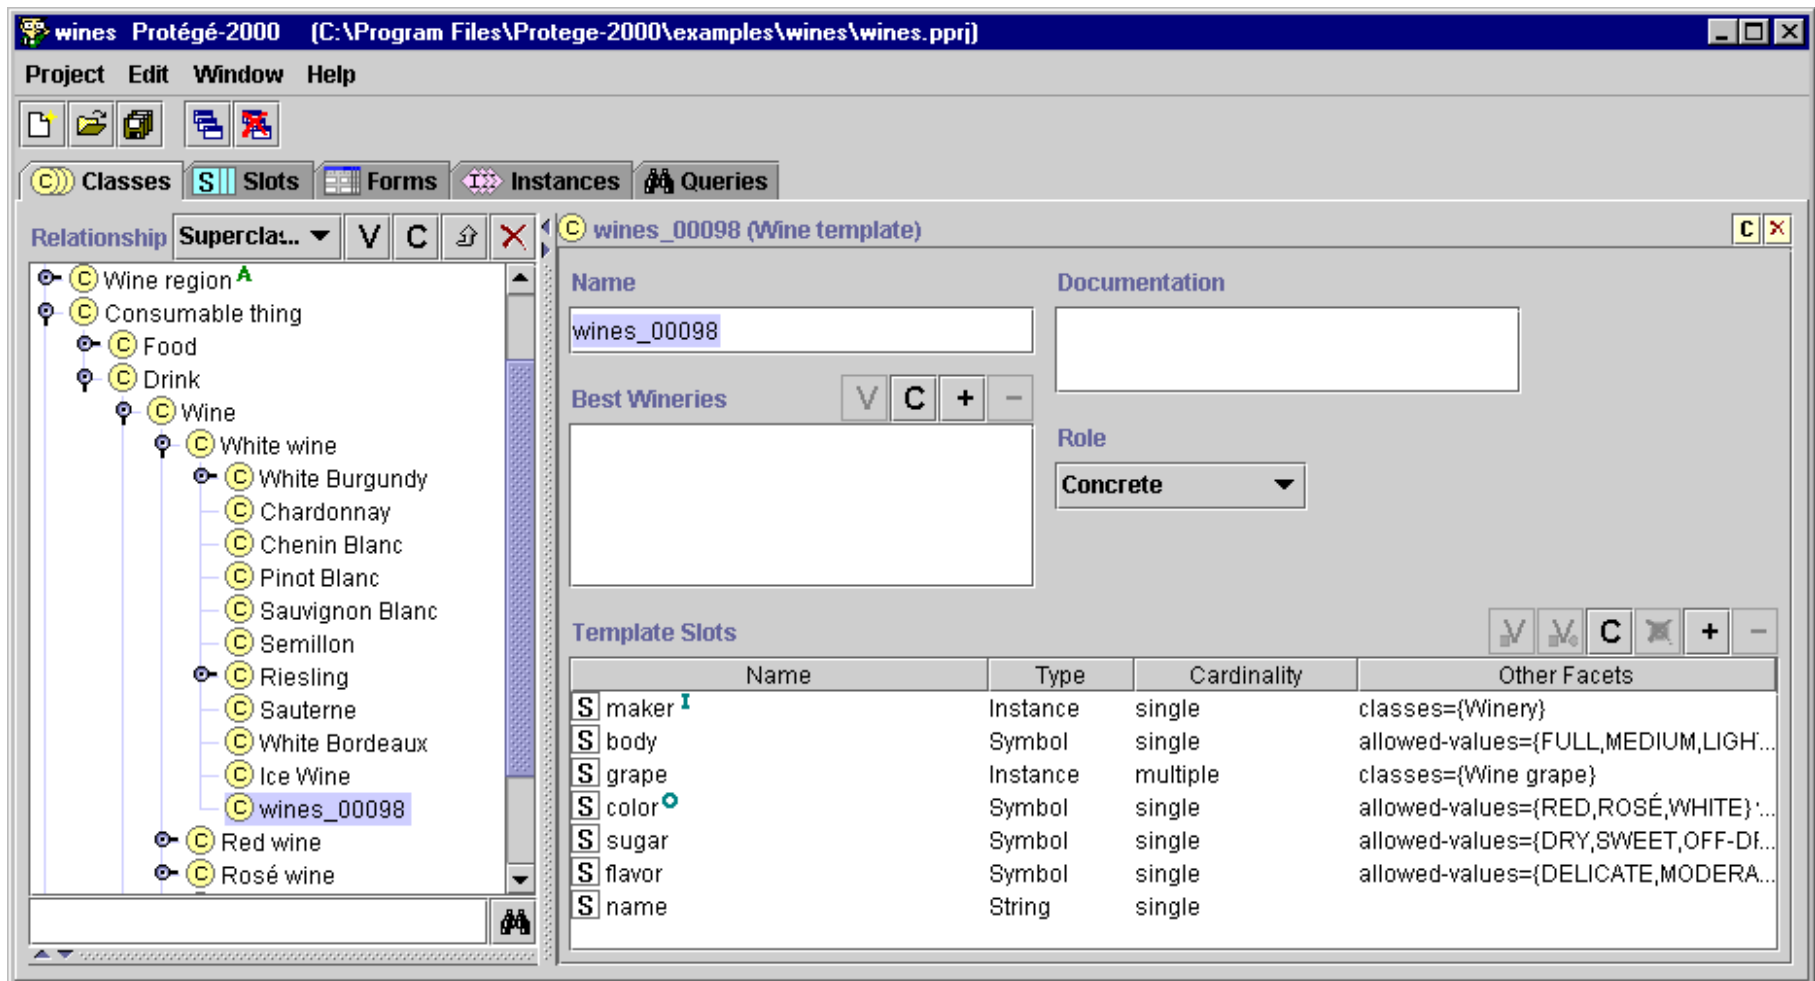 wines Protégé-2000 (C:\Program Files\Protege-2000\examples\wines\wines.pprj)
Project Edit Window Help
C Classes S Slots Forms I Instances Queries
Relationship Superclas... V C
C wines_00098 (Wine template) C
C Wine region A
C Consumable thing
C Food
C Drink
C Wine
C White wine
C White Burgundy
C Chardonnay
C Chenin Blanc
C Pinot Blanc
C Sauvignon Blanc
C Semillon
C Riesling
C Sauterne
C White Bordeaux
C Ice Wine
C wines_00098
C Red wine
C Rosé wine
Name
wines_00098
Documentation
Best Wineries V C + −
Role
Concrete
Template Slots V V C + −
Name Type Cardinality Other Facets
S maker I Instance single classes={Winery}
S body Symbol single allowed-values={FULL,MEDIUM,LIGHT...
S grape Instance multiple classes={Wine grape}
S color O Symbol single allowed-values={RED,ROSÉ,WHITE} ...
S sugar Symbol single allowed-values={DRY,SWEET,OFF-DR...
S flavor Symbol single allowed-values={DELICATE,MODERA...
S name String single